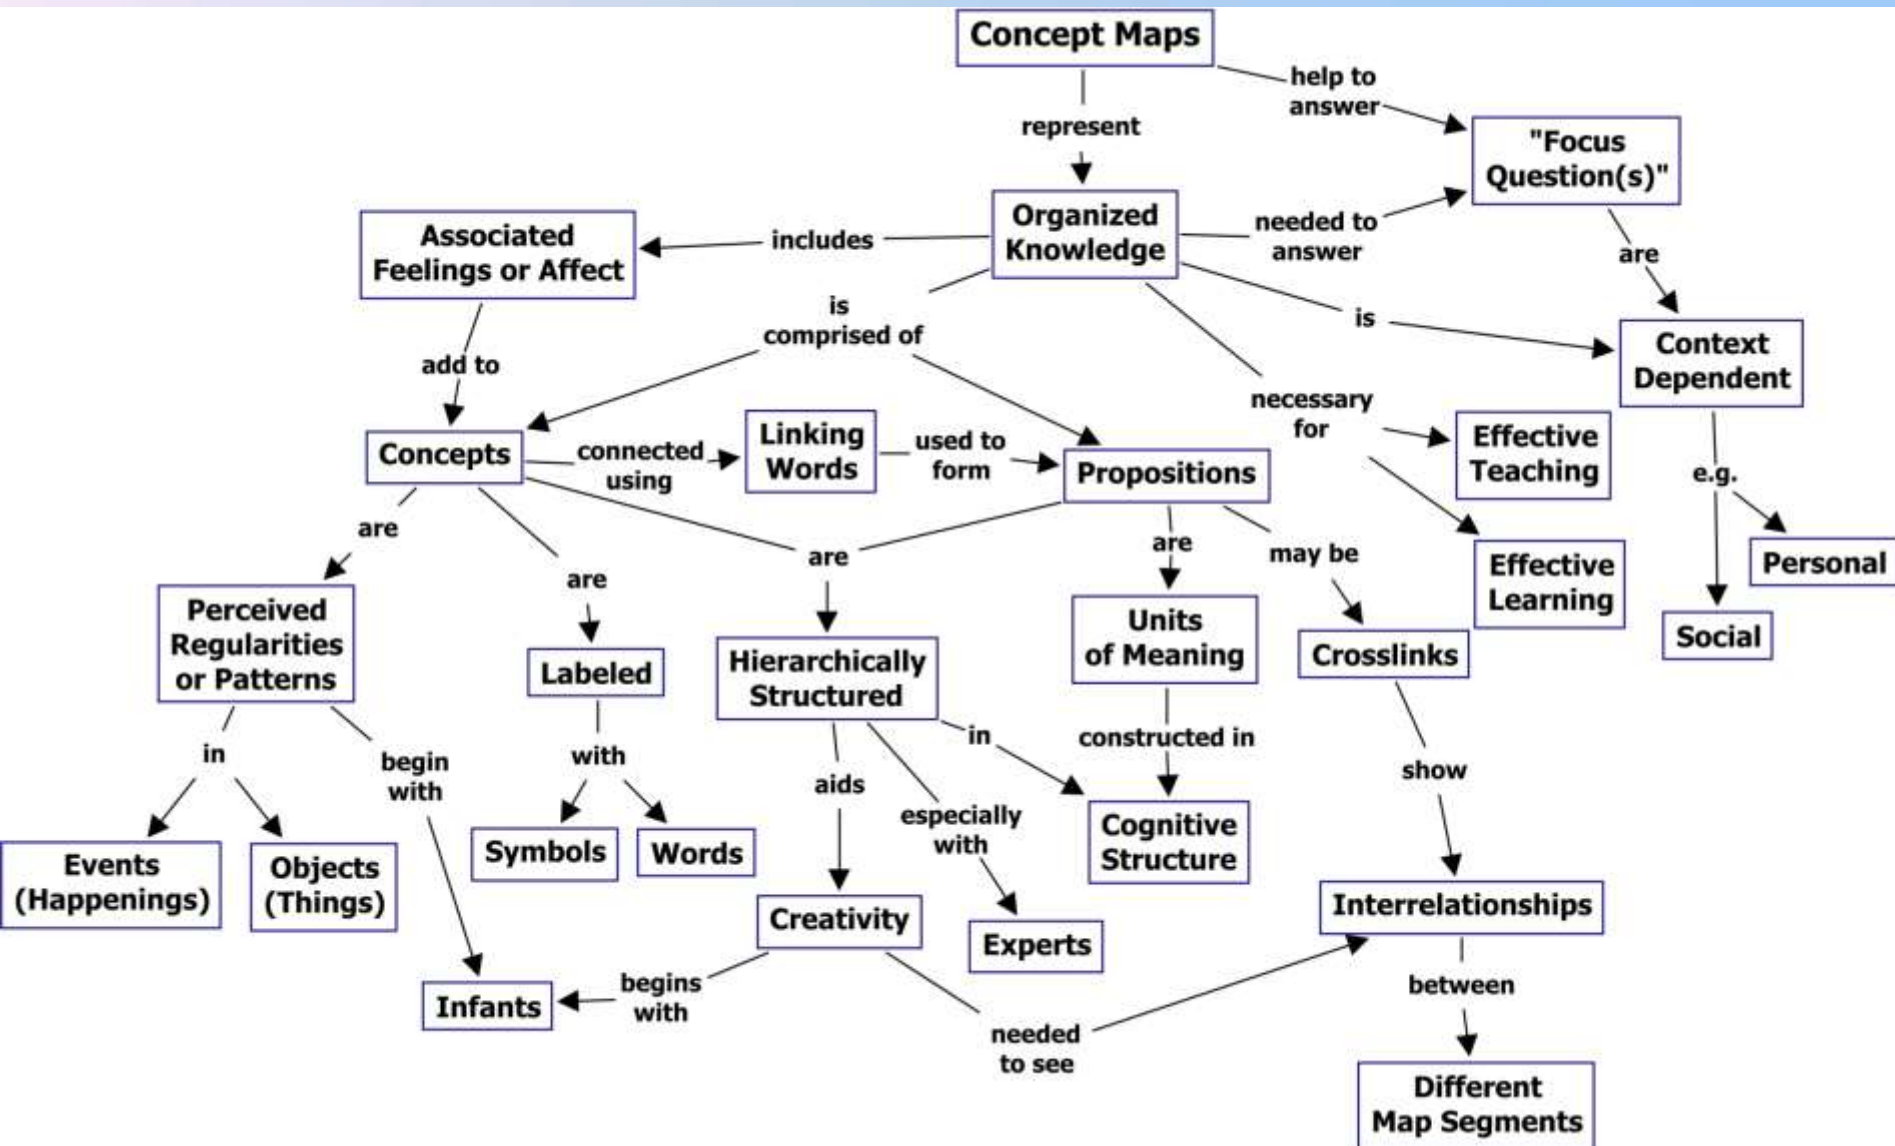 Concept Maps
help to
answer
represent
"Focus
Question(s)"
Organized
Knowledge
needed to
answer
includes
Associated
Feelings or Affect
are
is
comprised of
is
Context
Dependent
add to
necessary
for
Concepts
connected
using
Linking
Words
used to
form
Propositions
Effective
Teaching
e.g.
are
are
are
are
may be
Effective
Learning
Personal
Social
Perceived
Regularities
or Patterns
Labeled
Hierarchically
Structured
Units
of Meaning
Crosslinks
in
begin
with
with
aids
especially
with
in
constructed in
show
Events
(Happenings)
Objects
(Things)
Symbols
Words
Cognitive
Structure
Creativity
Experts
Interrelationships
Infants
begins
with
needed
to see
between
Different
Map Segments